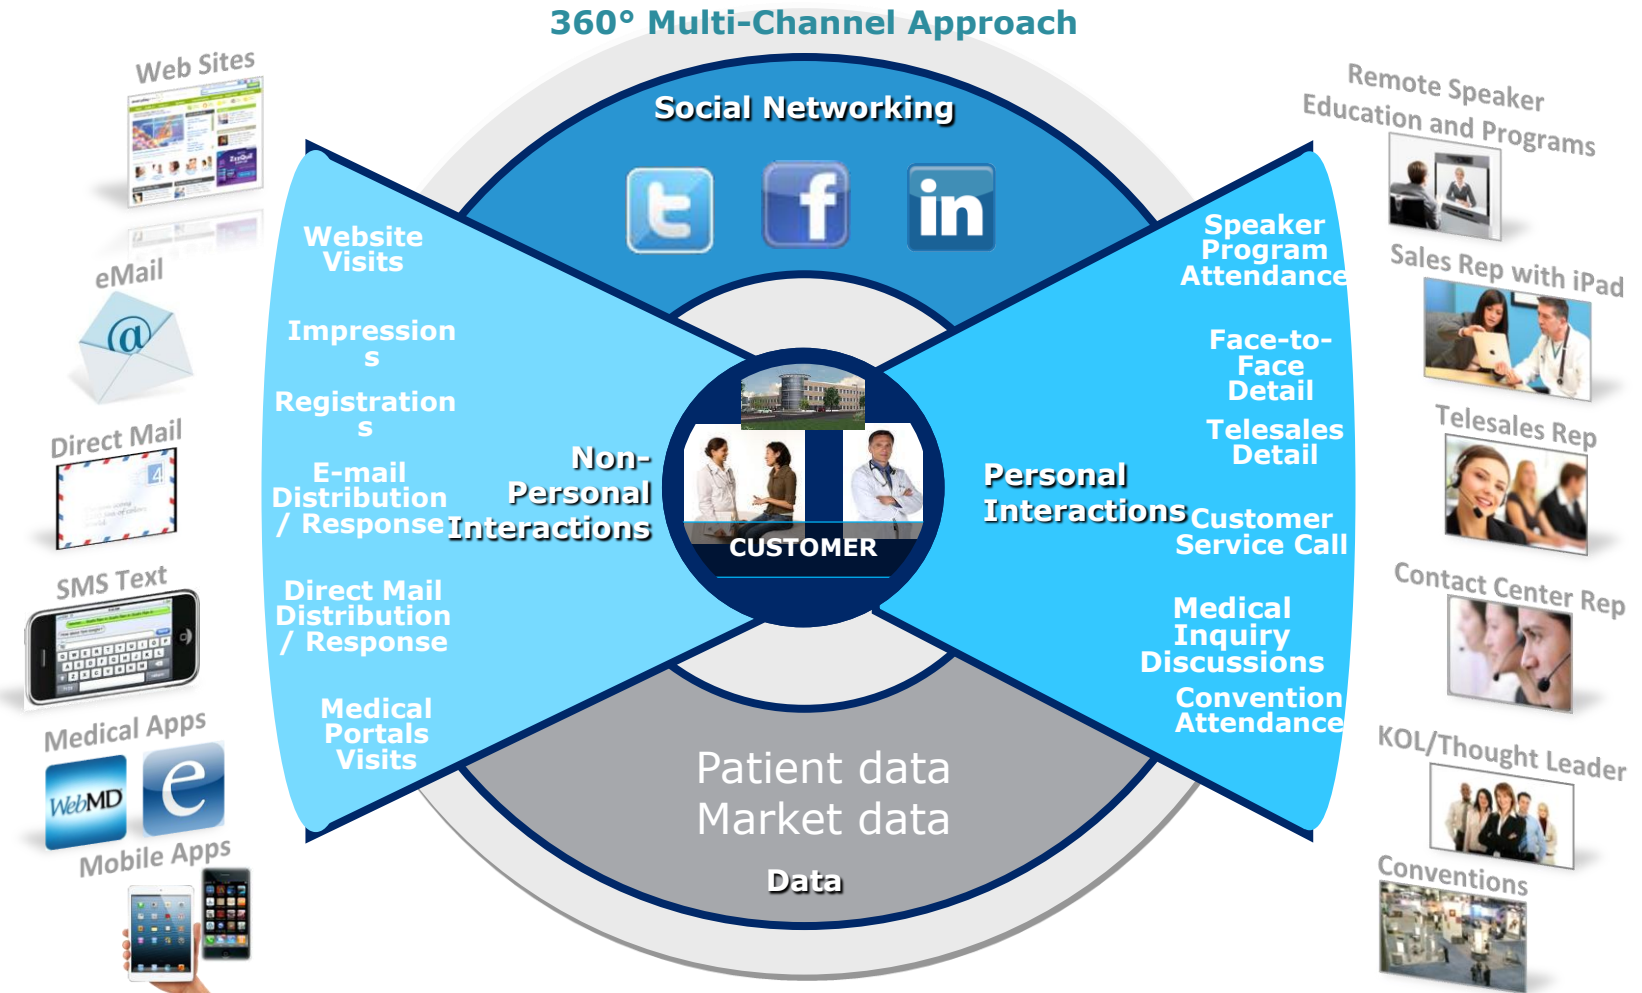 360° Multi-Channel Approach
Web Sites
eMail
Direct Mail
SMS Text
Medical Apps
WebMD
e
Mobile Apps
Website
Visits
Impression
s
Registration
s
E-mail
Distribution
/ Response
Direct Mail
Distribution
/ Response
Medical
Portals
Visits
Non-
Personal
Interactions
Social Networking
t
f
in
CUSTOMER
Patient data
Market data
Data
Personal
Interactions
Speaker
Program
Attendance
Face-to-
Face
Detail
Telesales
Detail
Customer
Service Call
Medical
Inquiry
Discussions
Convention
Attendance
Remote Speaker
Education and Programs
Sales Rep with iPad
Telesales Rep
Contact Center Rep
KOL/Thought Leader
Conventions